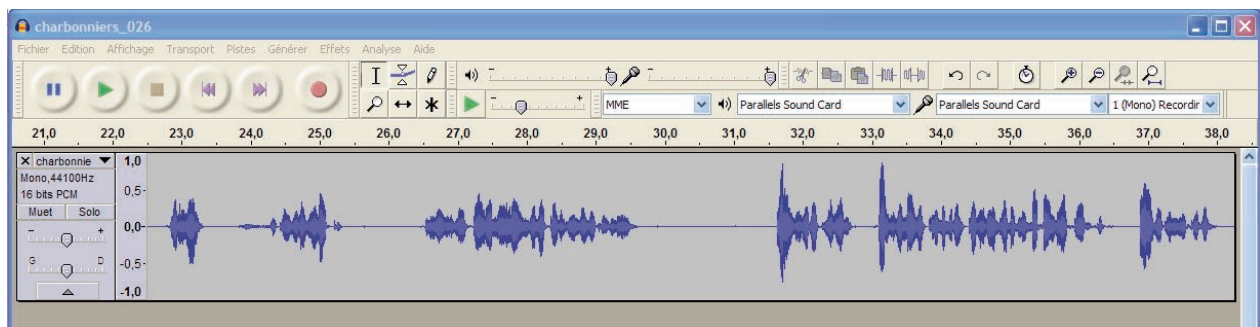 charbonniers_026
Fichier Edition Affichage Transport Pistes Générer Effets Analyse Aide
MME Parallels Sound Card Parallels Sound Card 1 (Mono) Recordir
21,0 22,0 23,0 24,0 25,0 26,0 27,0 28,0 29,0 30,0 31,0 32,0 33,0 34,0 35,0 36,0 37,0 38,0
charbonnie 1,0
Mono,44100Hz
16 bits PCM 0,5
Muet Solo
- + 0,0
G D -0,5
-1,0